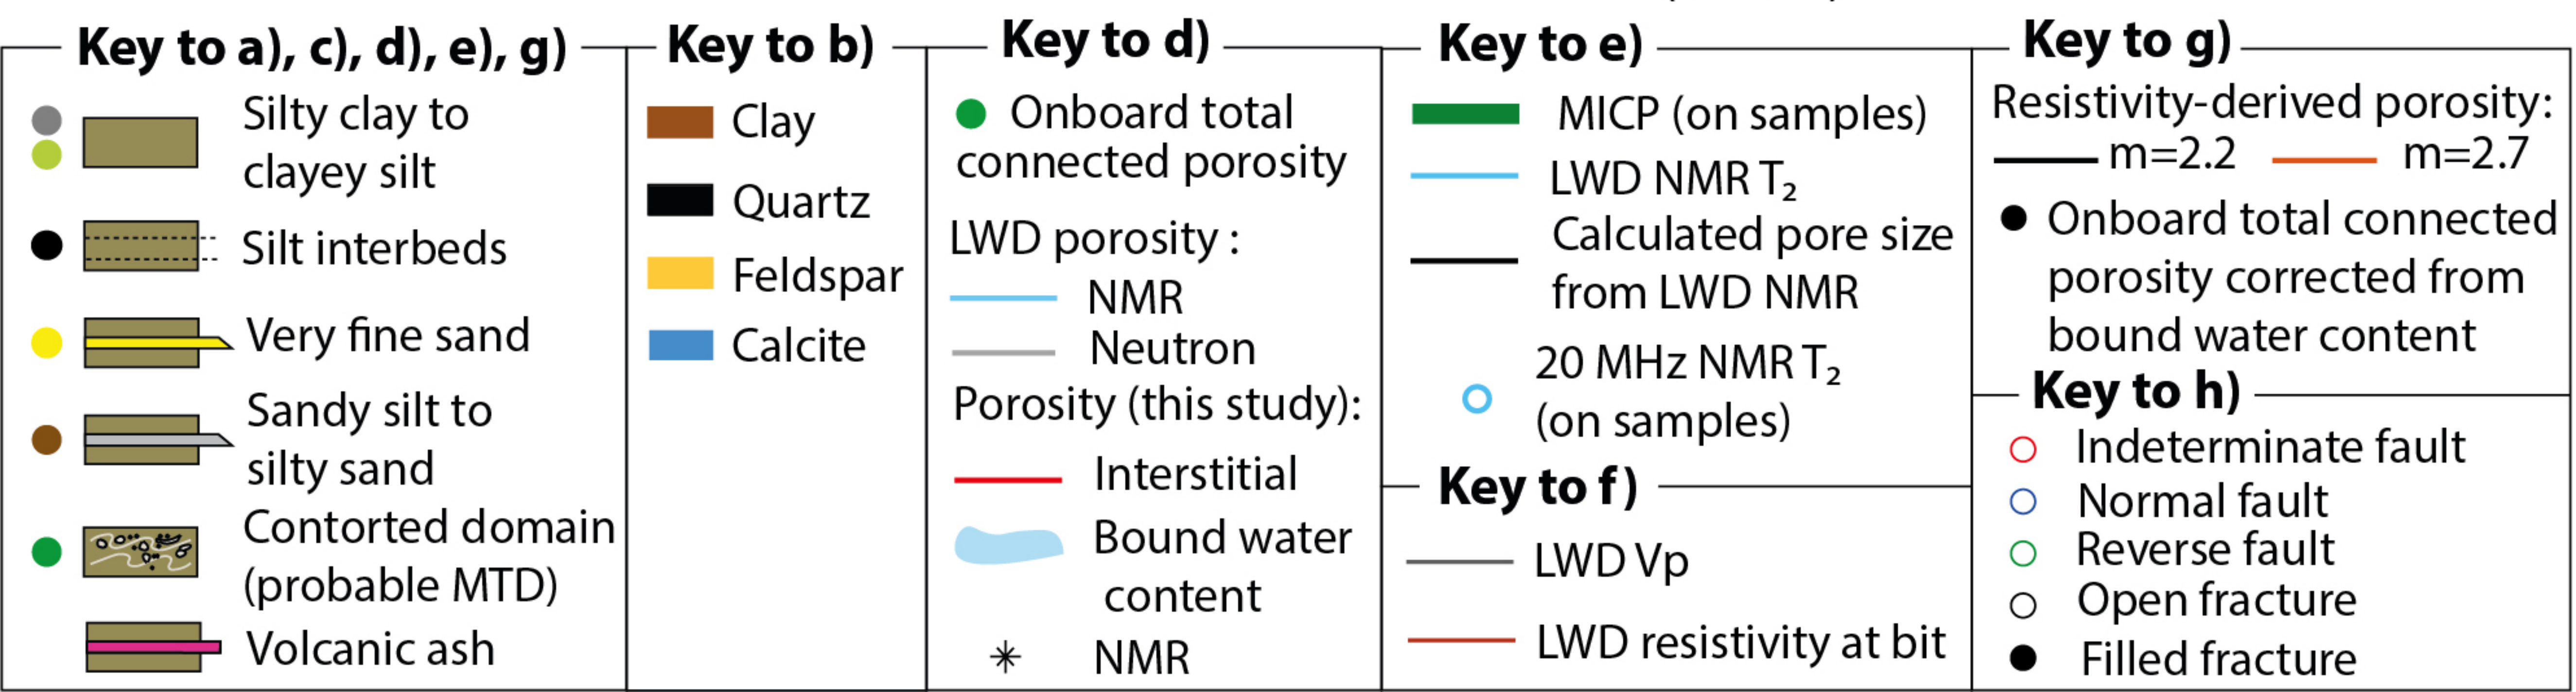 Key to a), c), d), e), g)
Silty clay to
clayey silt
Silt interbeds
Very fine sand
Sandy silt to
silty sand
Contorted domain
(probable MTD)
Volcanic ash
Key to b)
Clay
Quartz
Feldspar
Calcite
Key to d)
Onboard total
connected porosity
LWD porosity :
NMR
Neutron
Porosity (this study):
Interstitial
Bound water
content
NMR
Key to e)
MICP (on samples)
LWD NMR T₂
Calculated pore size
from LWD NMR
20 MHz NMR T₂
(on samples)
Key to f)
LWD Vp
LWD resistivity at bit
Key to g)
Resistivity-derived porosity:
m=2.2 m=2.7
Onboard total connected
porosity corrected from
bound water content
Key to h)
Indeterminate fault
Normal fault
Reverse fault
Open fracture
Filled fracture